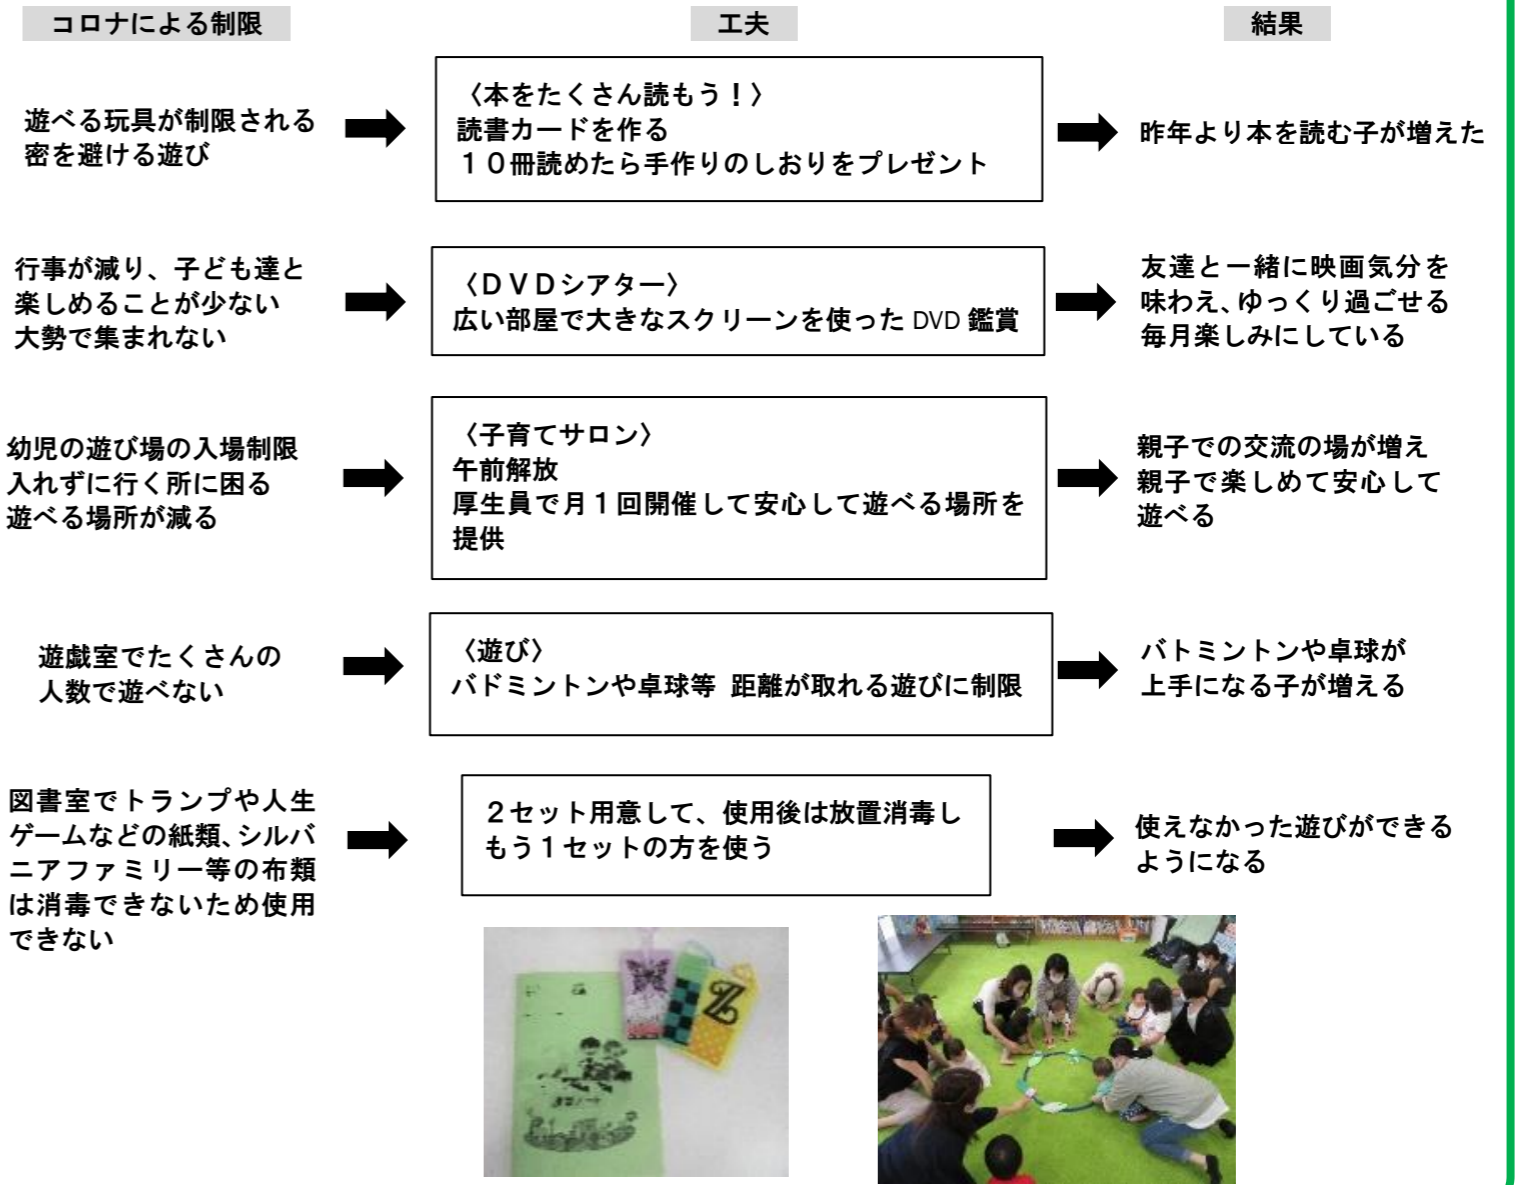 コロナによる制限
工夫
結果
遊べる玩具が制限される
密を避ける遊び
〈本をたくさん読もう！〉
読書カードを作る
１０冊読めたら手作りのしおりをプレゼント
昨年より本を読む子が増えた
行事が減り、子ども達と
楽しめることが少ない
大勢で集まれない
〈ＤＶＤシアター〉
広い部屋で大きなスクリーンを使った DVD 鑑賞
友達と一緒に映画気分を
味わえ、ゆっくり過ごせる
毎月楽しみにしている
幼児の遊び場の入場制限
入れずに行く所に困る
遊べる場所が減る
〈子育てサロン〉
午前解放
厚生員で月１回開催して安心して遊べる場所を
提供
親子での交流の場が増え
親子で楽しめて安心して
遊べる
遊戯室でたくさんの
人数で遊べない
〈遊び〉
バドミントンや卓球等 距離が取れる遊びに制限
バトミントンや卓球が
上手になる子が増える
図書室でトランプや人生
ゲームなどの紙類、シルバ
ニアファミリー等の布類
は消毒できないため使用
できない
２セット用意して、使用後は放置消毒し
もう１セットの方を使う
使えなかった遊びができる
ようになる